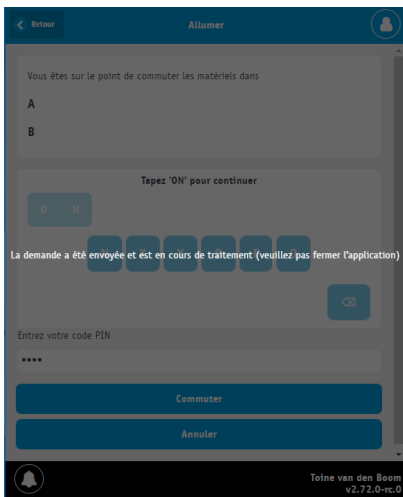 Retour
Allumer
Vous êtes sur le point de commuter les matériels dans
A
B
Tapez 'ON' pour continuer
O N
La demande a été envoyée et est en cours de traitement (veuillez pas fermer l'application)
Entrez votre code PIN
••••
Commuter
Annuler
Toine van den Boom
v2.72.0-rc.0